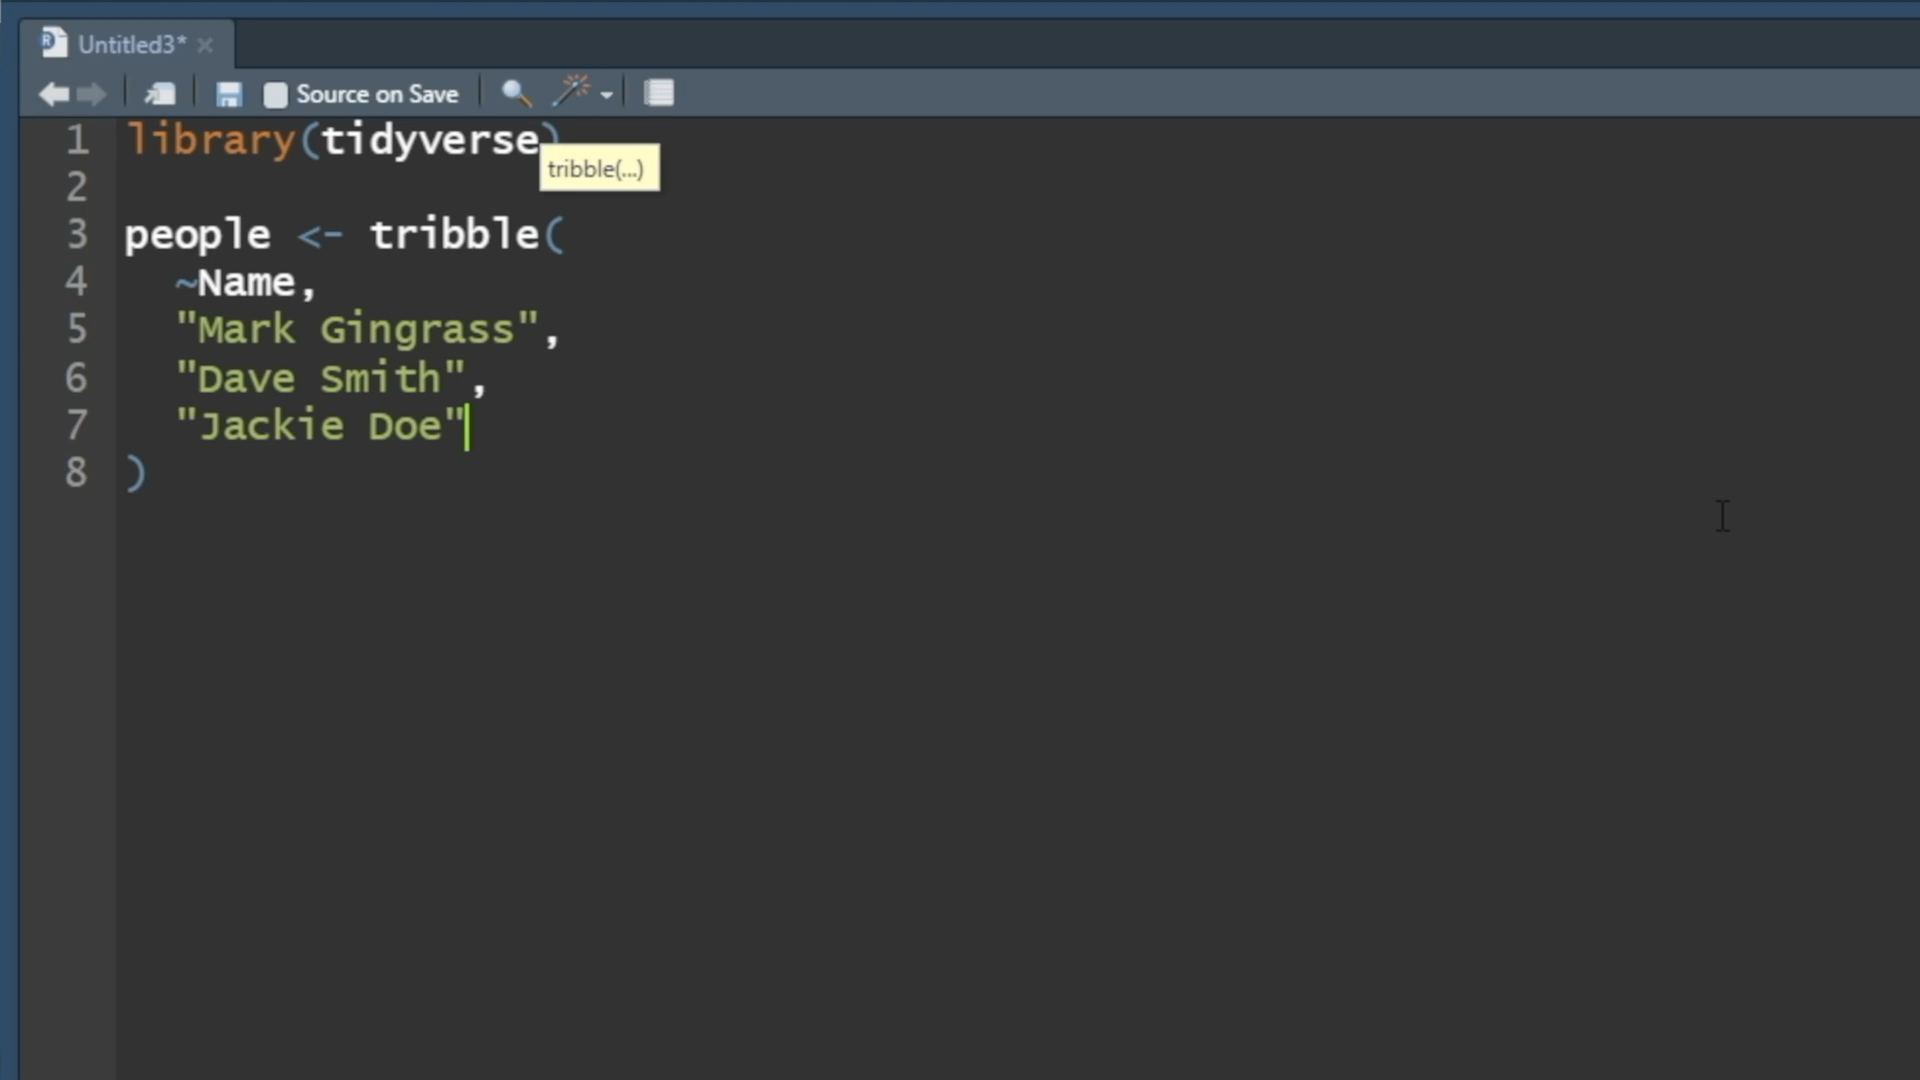 Untitled3*
Source on Save
1 library(tidyverse)
tribble(...)
2
3 people <- tribble(
4 ~Name,
5 "Mark Gingrass",
6 "Dave Smith",
7 "Jackie Doe"
8 )